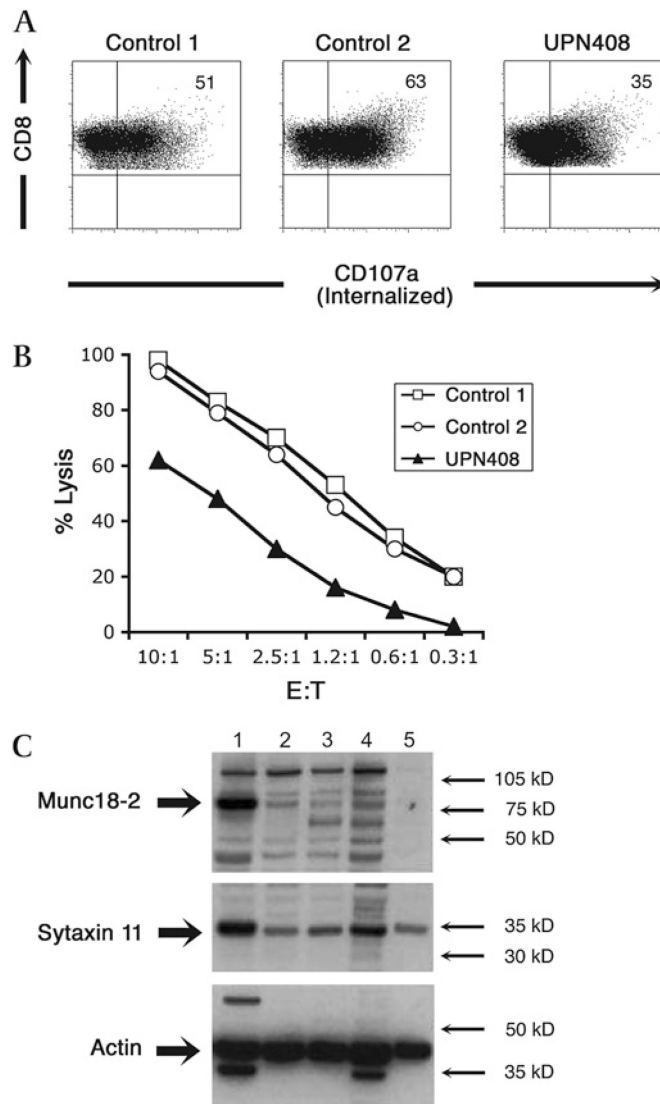 A
Control 1 Control 2 UPN408
CD8
51 63 35
CD107a
(Internalized)
B
% Lysis
100
80
60
40
20
0
10:1 5:1 2.5:1 1.2:1 0.6:1 0.3:1
E:T
Control 1
Control 2
UPN408
C
1 2 3 4 5
Munc18-2
105 kD
75 kD
50 kD
Sytaxin 11
35 kD
30 kD
Actin
50 kD
35 kD